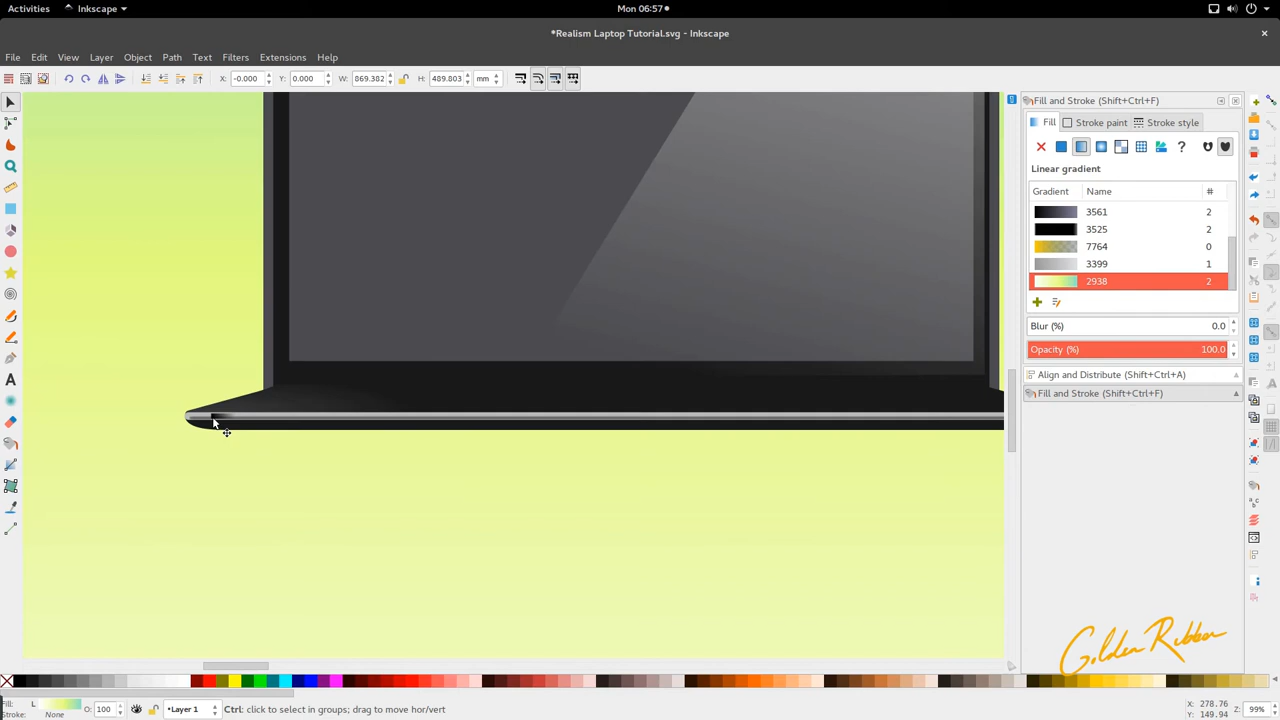 Activities
Inkscape
Mon 06:57
*Realism Laptop Tutorial.svg - Inkscape
File Edit View Layer Object Path Text Filters Extensions Help
X: -0.000 Y: 0.000 W: 869.382 H: 489.803 mm
Fill and Stroke (Shift+Ctrl+F)
Fill Stroke paint Stroke style
?
Linear gradient
Gradient Name #
3561 2
3525 2
7764 0
3399 1
2938 2
Blur (%) 0.0
Opacity (%) 100.0
Align and Distribute (Shift+Ctrl+A)
Fill and Stroke (Shift+Ctrl+F)
Golden Ribbon
Fill: L
Stroke: None
O: 100
Layer 1
Ctrl: click to select in groups; drag to move hor/vert
X: 278.76
Y: 149.94
Z: 99%